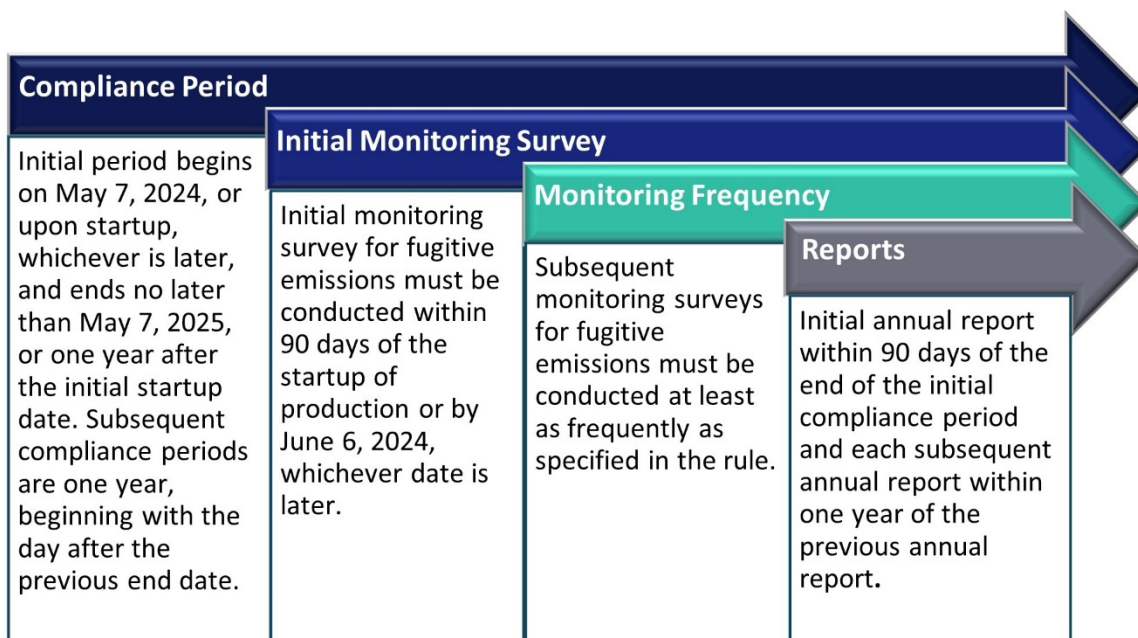 Compliance Period
Initial period begins
on May 7, 2024, or
upon startup,
whichever is later,
and ends no later
than May 7, 2025,
or one year after
the initial startup
date. Subsequent
compliance periods
are one year,
beginning with the
day after the
previous end date.
Initial Monitoring Survey
Initial monitoring
survey for fugitive
emissions must be
conducted within
90 days of the
startup of
production or by
June 6, 2024,
whichever date is
later.
Monitoring Frequency
Subsequent
monitoring surveys
for fugitive
emissions must be
conducted at least
as frequently as
specified in the rule.
Reports
Initial annual report
within 90 days of the
end of the initial
compliance period
and each subsequent
annual report within
one year of the
previous annual
report.